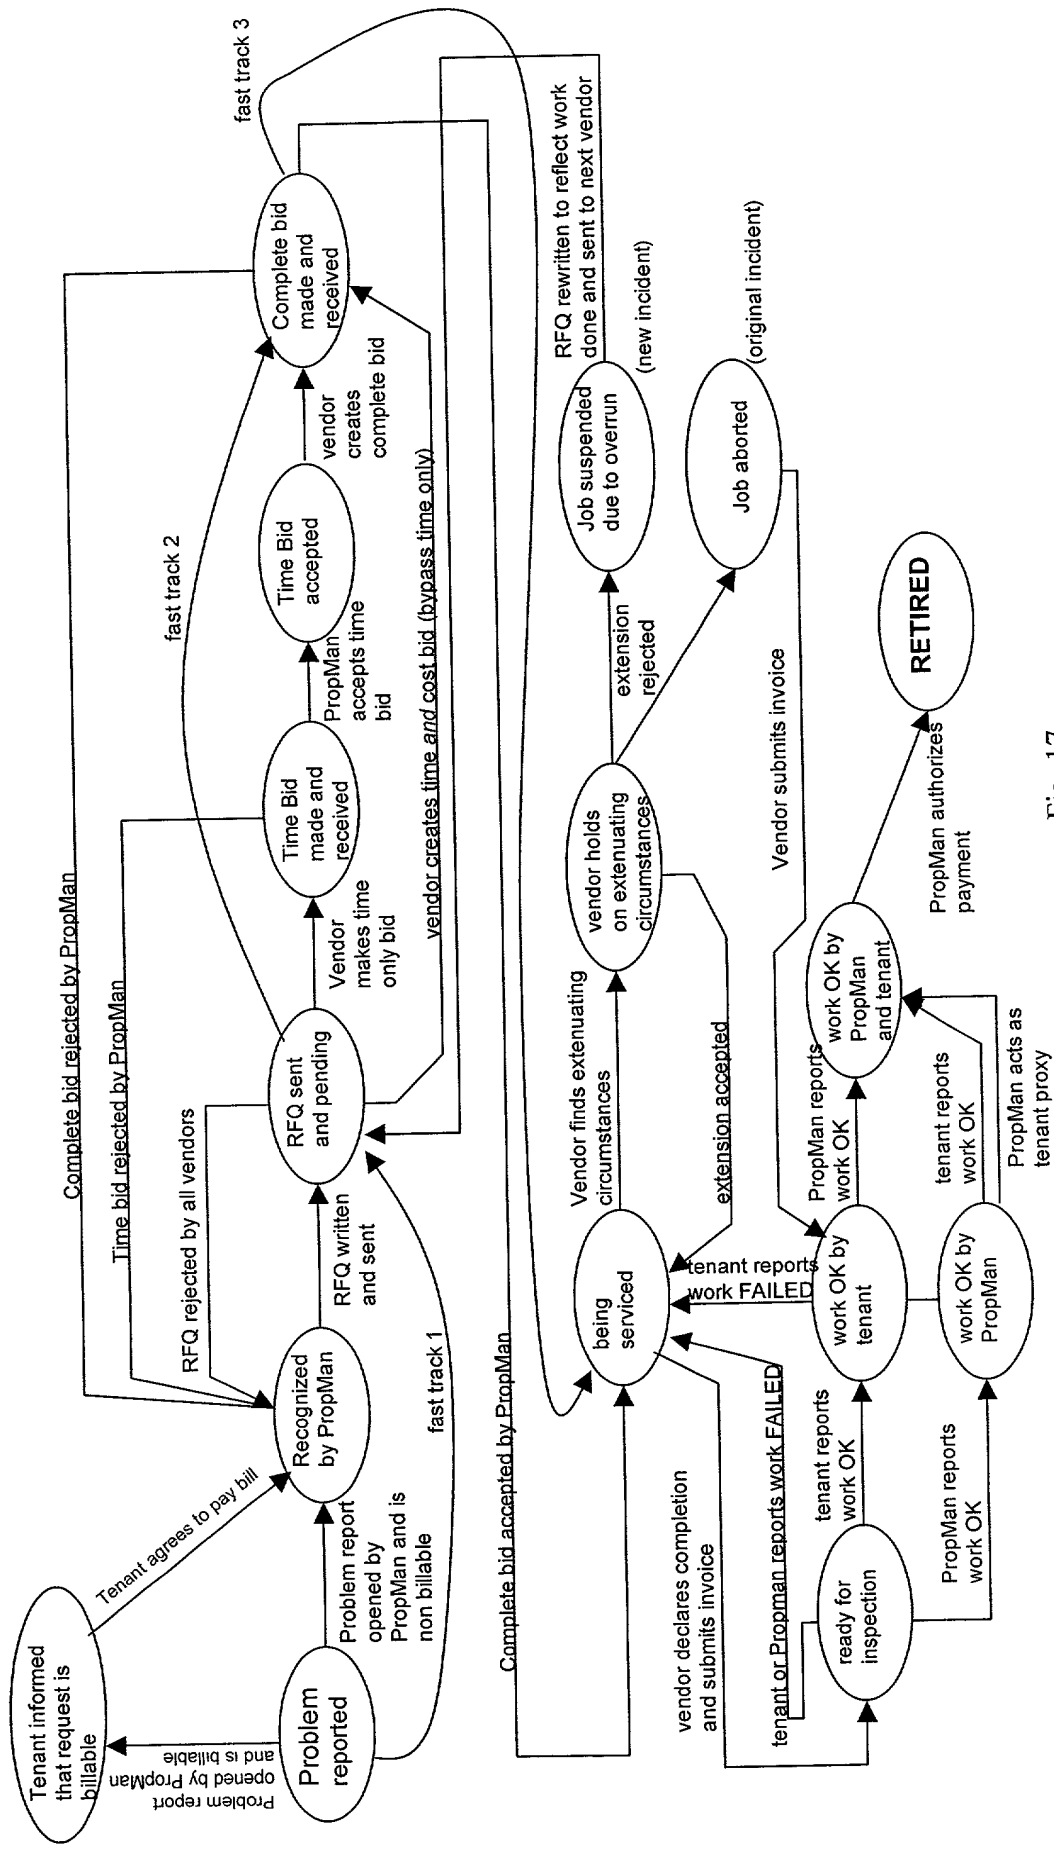 Tenant informed
that request is
billable
Tenant agrees to pay bill
Problem report
opened by PropMan
and is billable
Problem
reported
Problem report
opened by
PropMan and is
non billable
fast track 1
Recognized
by PropMan
RFQ written
and sent
RFQ rejected by all vendors
Time bid rejected by PropMan
Complete bid rejected by PropMan
RFQ sent
and pending
Vendor
makes time
only bid
fast track 2
Time Bid
made and
received
PropMan
accepts time
bid
Time Bid
accepted
vendor
creates
complete bid
Complete bid
made and
received
fast track 3
vendor creates time and cost bid (bypass time only)
Complete bid accepted by PropMan
being
serviced
Vendor finds extenuating
circumstances
vendor holds
on extenuating
circumstances
extension accepted
extension
rejected
Job suspended
due to overrun
RFQ rewritten to reflect work
done and sent to next vendor
(new incident)
Job aborted
(original incident)
Vendor submits invoice
vendor declares completion
and submits invoice
tenant or Propman reports work FAILED
tenant reports
work FAILED
ready for
inspection
tenant reports
work OK
PropMan reports
work OK
work OK by
tenant
work OK by
PropMan
PropMan reports
work OK
tenant reports
work OK
PropMan acts as
tenant proxy
work OK by
PropMan
and tenant
PropMan authorizes
payment
RETIRED